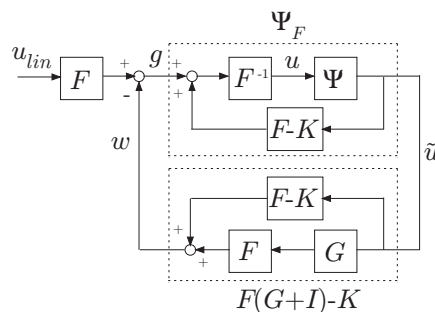 Ψ_F
u_lin F + - g + + F⁻¹ u Ψ
F-K
w ũ
F-K
+ + F G
F(G+I)-K